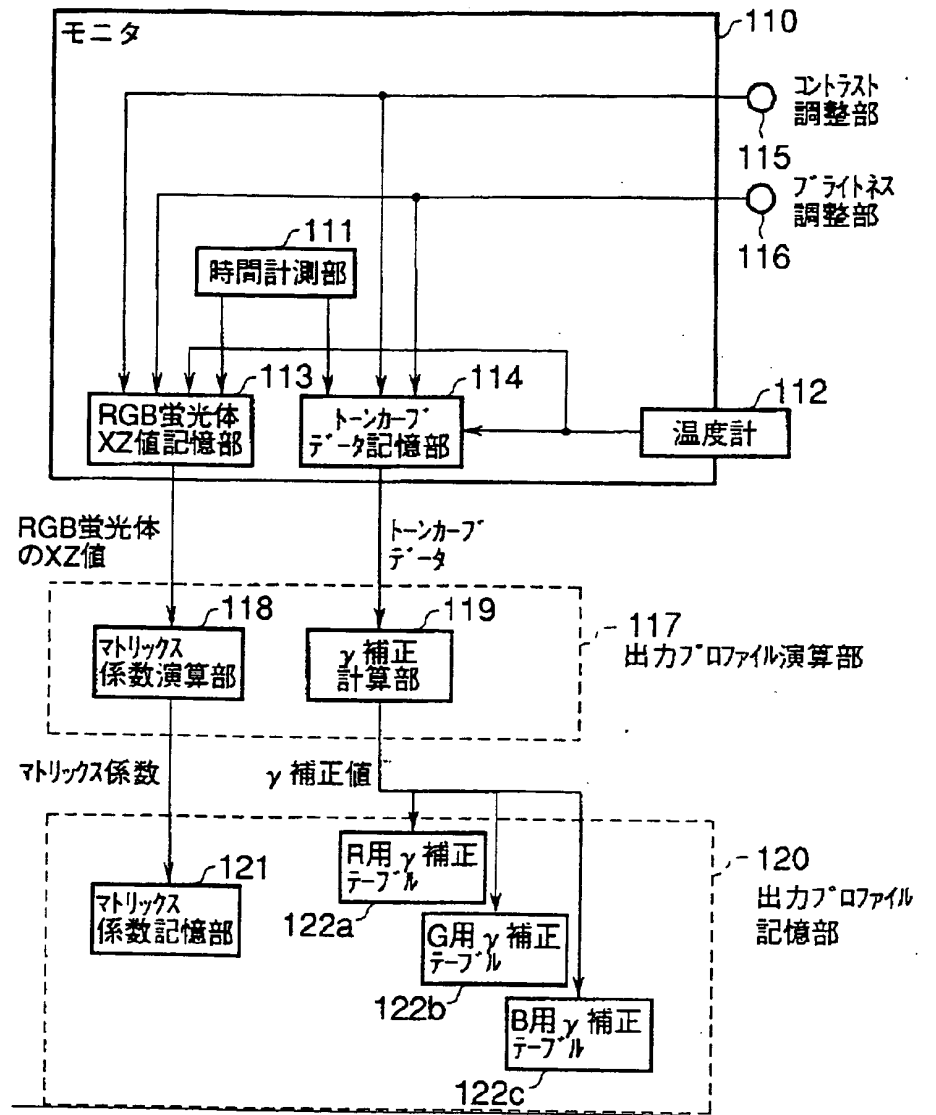 モニタ
110
コントラスト
調整部
115
ブライトネス
調整部
116
111
時間計測部
113
RGB蛍光体
XZ値記憶部
114
トーンカーブ
データ記憶部
112
温度計
RGB蛍光体
のXZ値
トーンカーブ
データ
118
マトリックス
係数演算部
119
γ補正
計算部
117
出力プロファイル演算部
マトリックス係数
γ補正値
121
マトリックス
係数記憶部
R用γ補正
テーブル
122a
G用γ補正
テーブル
122b
B用γ補正
テーブル
122c
120
出力プロファイル
記憶部